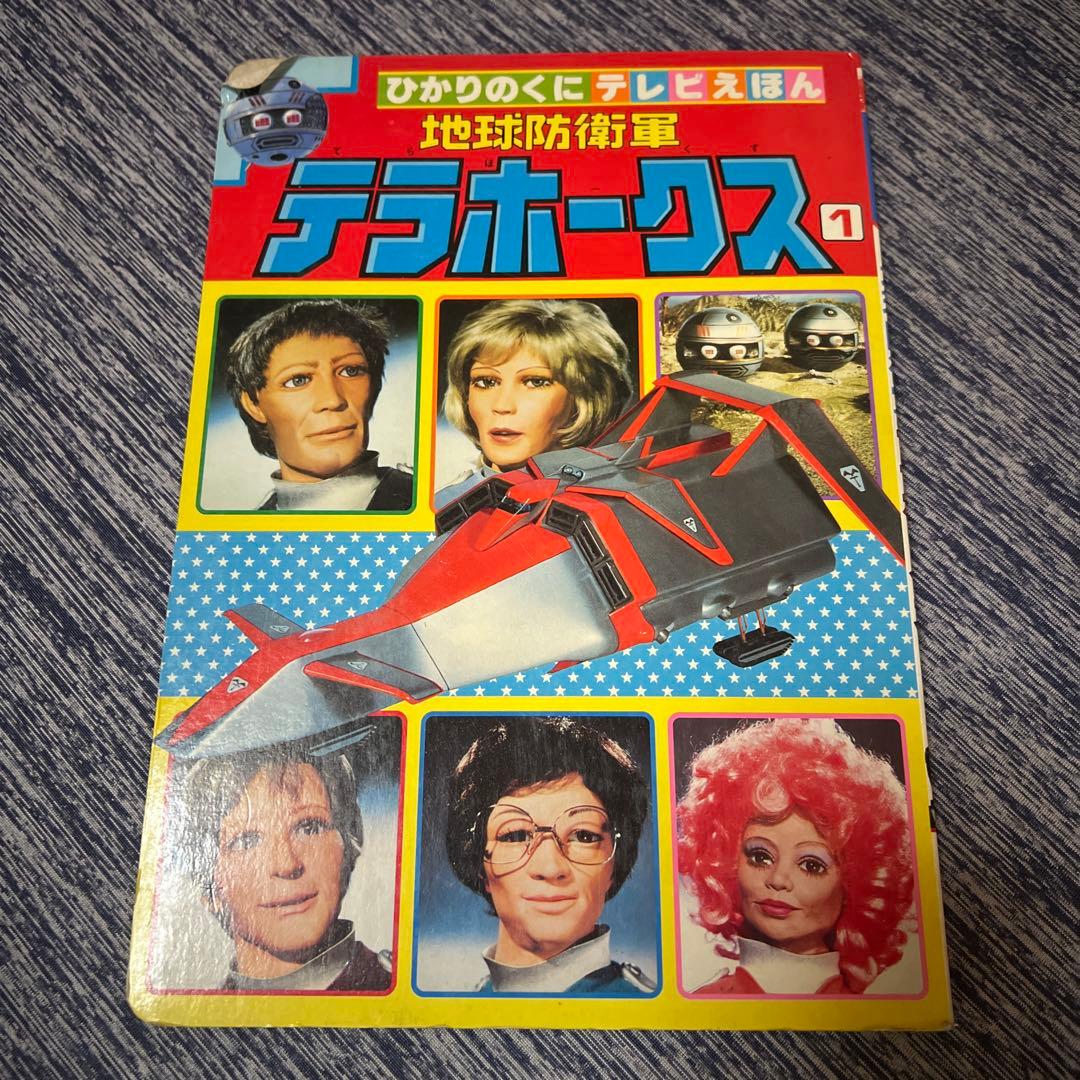 ひかりのくにテレビえほん
地球防衛軍
てらほーくす
テラホークス
1